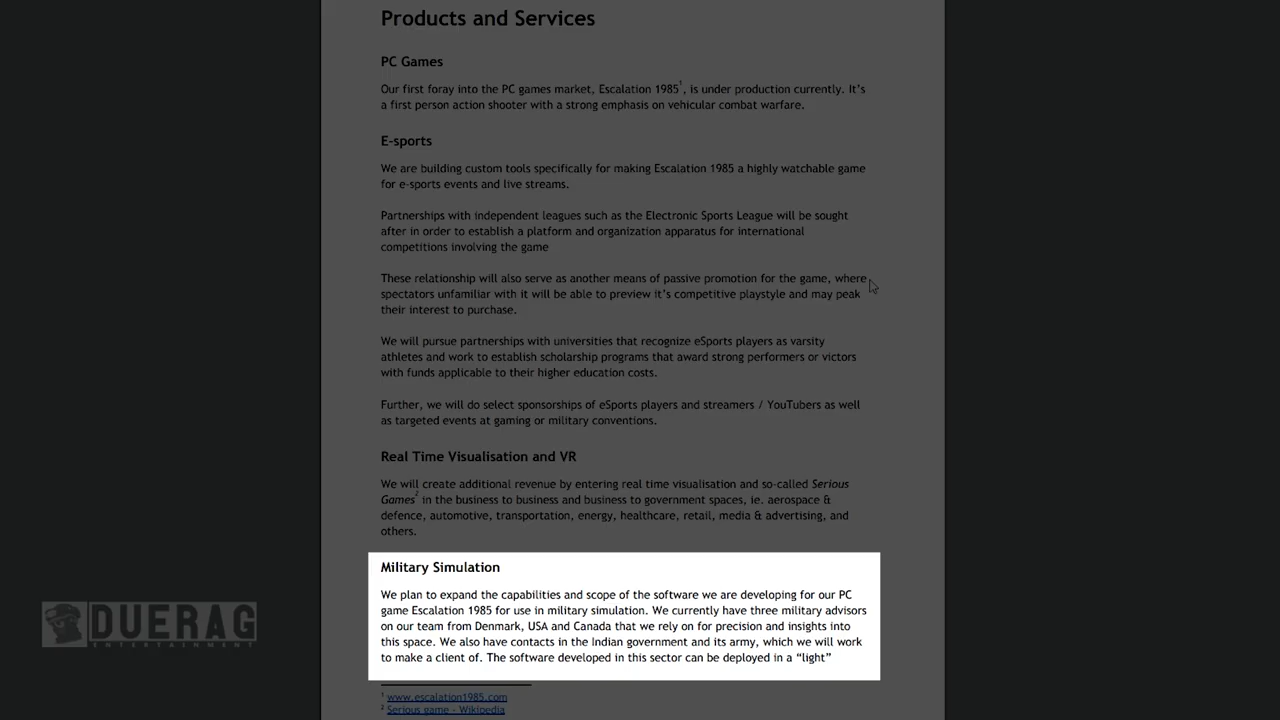 Products and Services
PC Games
Our first foray into the PC games market, Escalation 1985¹, is under production currently. It’s
a first person action shooter with a strong emphasis on vehicular combat warfare.
E-sports
We are building custom tools specifically for making Escalation 1985 a highly watchable game
for e-sports events and live streams.
Partnerships with independent leagues such as the Electronic Sports League will be sought
after in order to establish a platform and organization apparatus for international
competitions involving the game
These relationship will also serve as another means of passive promotion for the game, where
spectators unfamiliar with it will be able to preview it’s competitive playstyle and may peak
their interest to purchase.
We will pursue partnerships with universities that recognize eSports players as varsity
athletes and work to establish scholarship programs that award strong performers or victors
with funds applicable to their higher education costs.
Further, we will do select sponsorships of eSports players and streamers / YouTubers as well
as targeted events at gaming or military conventions.
Real Time Visualisation and VR
We will create additional revenue by entering real time visualisation and so-called Serious
Games² in the business to business and business to government spaces, ie. aerospace &
defence, automotive, transportation, energy, healthcare, retail, media & advertising, and
others.
Military Simulation
We plan to expand the capabilities and scope of the software we are developing for our PC
game Escalation 1985 for use in military simulation. We currently have three military advisors
on our team from Denmark, USA and Canada that we rely on for precision and insights into
this space. We also have contacts in the Indian government and its army, which we will work
to make a client of. The software developed in this sector can be deployed in a “light”
¹ www.escalation1985.com
² Serious game - Wikipedia
DUERAG
ENTERTAINMENT